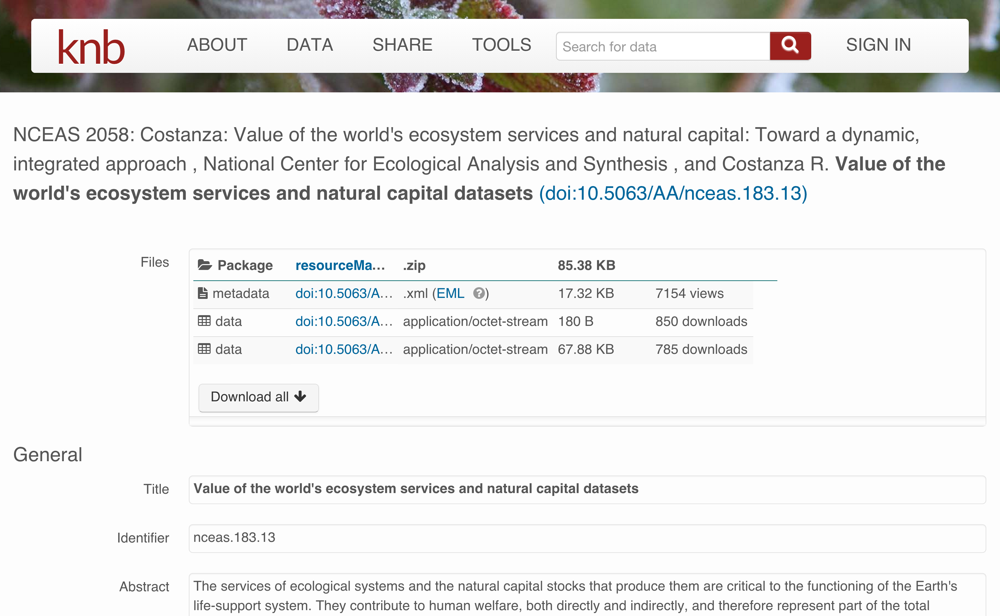 knb ABOUT DATA SHARE TOOLS Search for data SIGN IN
NCEAS 2058: Costanza: Value of the world's ecosystem services and natural capital: Toward a dynamic,
integrated approach , National Center for Ecological Analysis and Synthesis , and Costanza R. Value of the
world's ecosystem services and natural capital datasets (doi:10.5063/AA/nceas.183.13)
Files Package resourceMa... .zip 85.38 KB
metadata doi:10.5063/A... .xml (EML ?) 17.32 KB 7154 views
data doi:10.5063/A... application/octet-stream 180 B 850 downloads
data doi:10.5063/A... application/octet-stream 67.88 KB 785 downloads
Download all
General
Title Value of the world's ecosystem services and natural capital datasets
Identifier nceas.183.13
Abstract The services of ecological systems and the natural capital stocks that produce them are critical to the functioning of the Earth's
life-support system. They contribute to human welfare, both directly and indirectly, and therefore represent part of the total